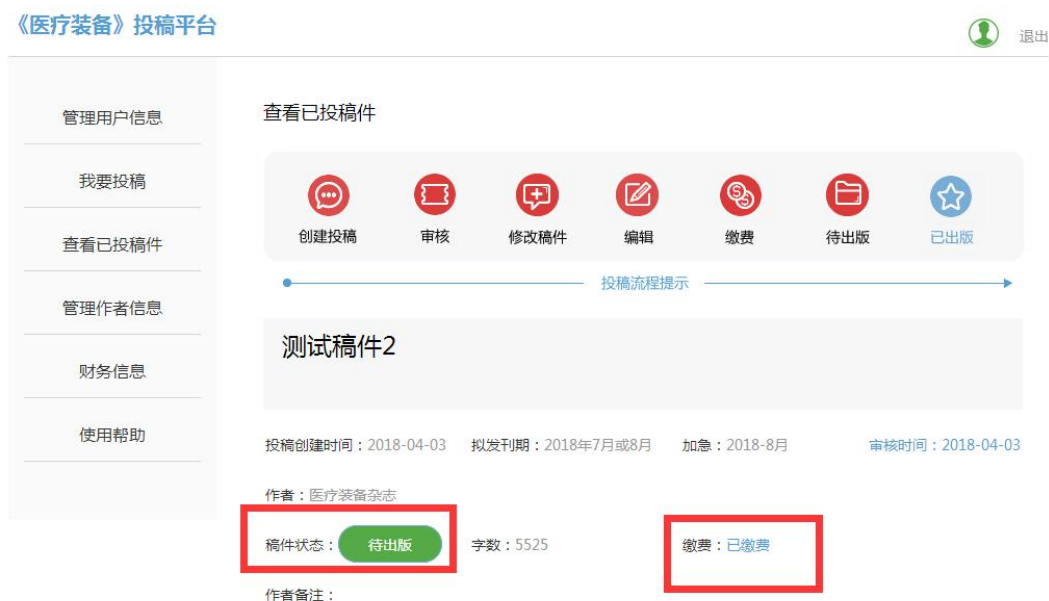 《医疗装备》投稿平台
退出
管理用户信息
我要投稿
查看已投稿件
管理作者信息
财务信息
使用帮助
查看已投稿件
创建投稿 审核 修改稿件 编辑 缴费 待出版 已出版
投稿流程提示
测试稿件2
投稿创建时间：2018-04-03 拟发刊期：2018年7月或8月 加急：2018-8月 审核时间：2018-04-03
作者：医疗装备杂志
稿件状态： 待出版 字数：5525 缴费：已缴费
作者备注：